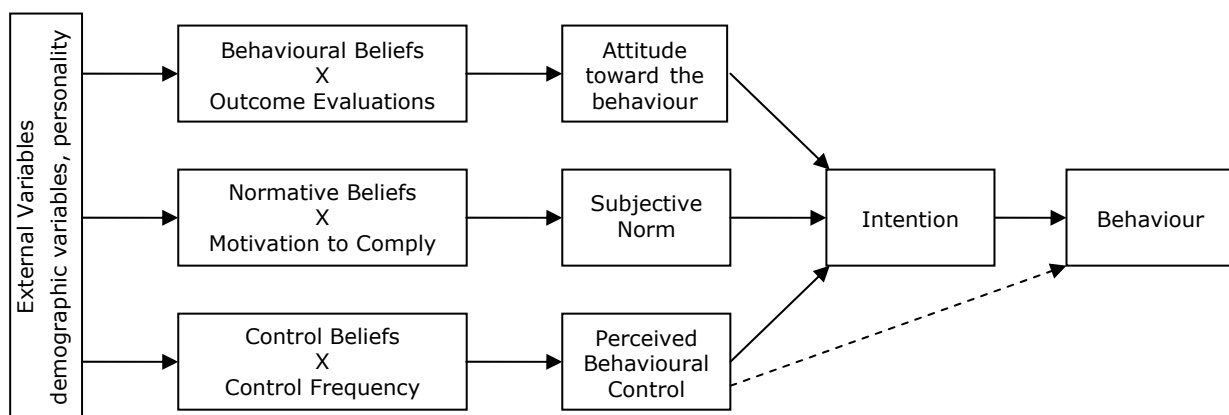 External Variables
demographic variables, personality
Behavioural Beliefs
X
Outcome Evaluations
Attitude
toward the
behaviour
Normative Beliefs
X
Motivation to Comply
Subjective
Norm
Intention
Behaviour
Control Beliefs
X
Control Frequency
Perceived
Behavioural
Control